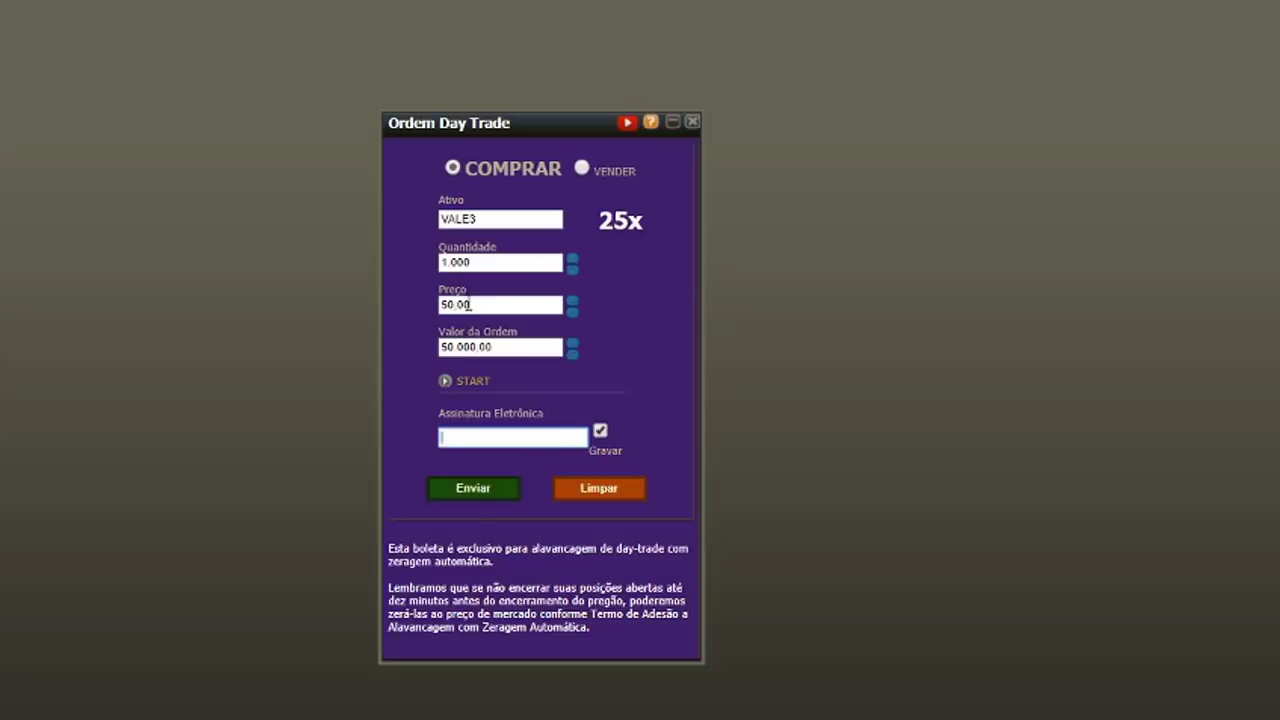 Ordem Day Trade
COMPRAR VENDER
Ativo
VALE3
25x
Quantidade
1.000
Preço
50,00
Valor da Ordem
50.000,00
START
Assinatura Eletrônica
Gravar
Enviar Limpar
Esta boleta é exclusivo para alavancagem de day-trade com
zeragem automática.
Lembramos que se não encerrar suas posições abertas até
dez minutos antes do encerramento do pregão, poderemos
zerá-las ao preço de mercado conforme Termo de Adesão a
Alavancagem com Zeragem Automática.